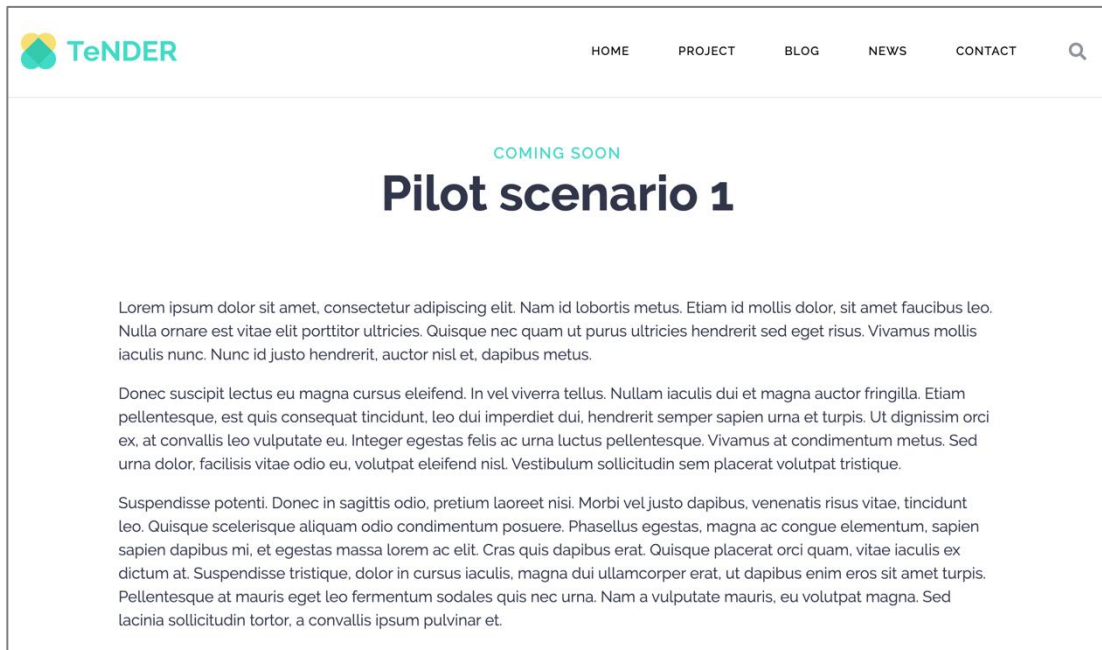 TeNDER
HOME PROJECT BLOG NEWS CONTACT
COMING SOON
Pilot scenario 1
Lorem ipsum dolor sit amet, consectetur adipiscing elit. Nam id lobortis metus. Etiam id mollis dolor, sit amet faucibus leo.
Nulla ornare est vitae elit porttitor ultricies. Quisque nec quam ut purus ultricies hendrerit sed eget risus. Vivamus mollis
iaculis nunc. Nunc id justo hendrerit, auctor nisl et, dapibus metus.
Donec suscipit lectus eu magna cursus eleifend. In vel viverra tellus. Nullam iaculis dui et magna auctor fringilla. Etiam
pellentesque, est quis consequat tincidunt, leo dui imperdiet dui, hendrerit semper sapien urna et turpis. Ut dignissim orci
ex, at convallis leo vulputate eu. Integer egestas felis ac urna luctus pellentesque. Vivamus at condimentum metus. Sed
urna dolor, facilisis vitae odio eu, volutpat eleifend nisl. Vestibulum sollicitudin sem placerat volutpat tristique.
Suspendisse potenti. Donec in sagittis odio, pretium laoreet nisi. Morbi vel justo dapibus, venenatis risus vitae, tincidunt
leo. Quisque scelerisque aliquam odio condimentum posuere. Phasellus egestas, magna ac congue elementum, sapien
sapien dapibus mi, et egestas massa lorem ac elit. Cras quis dapibus erat. Quisque placerat orci quam, vitae iaculis ex
dictum at. Suspendisse tristique, dolor in cursus iaculis, magna dui ullamcorper erat, ut dapibus enim eros sit amet turpis.
Pellentesque at mauris eget leo fermentum sodales quis nec urna. Nam a vulputate mauris, eu volutpat magna. Sed
lacinia sollicitudin tortor, a convallis ipsum pulvinar et.